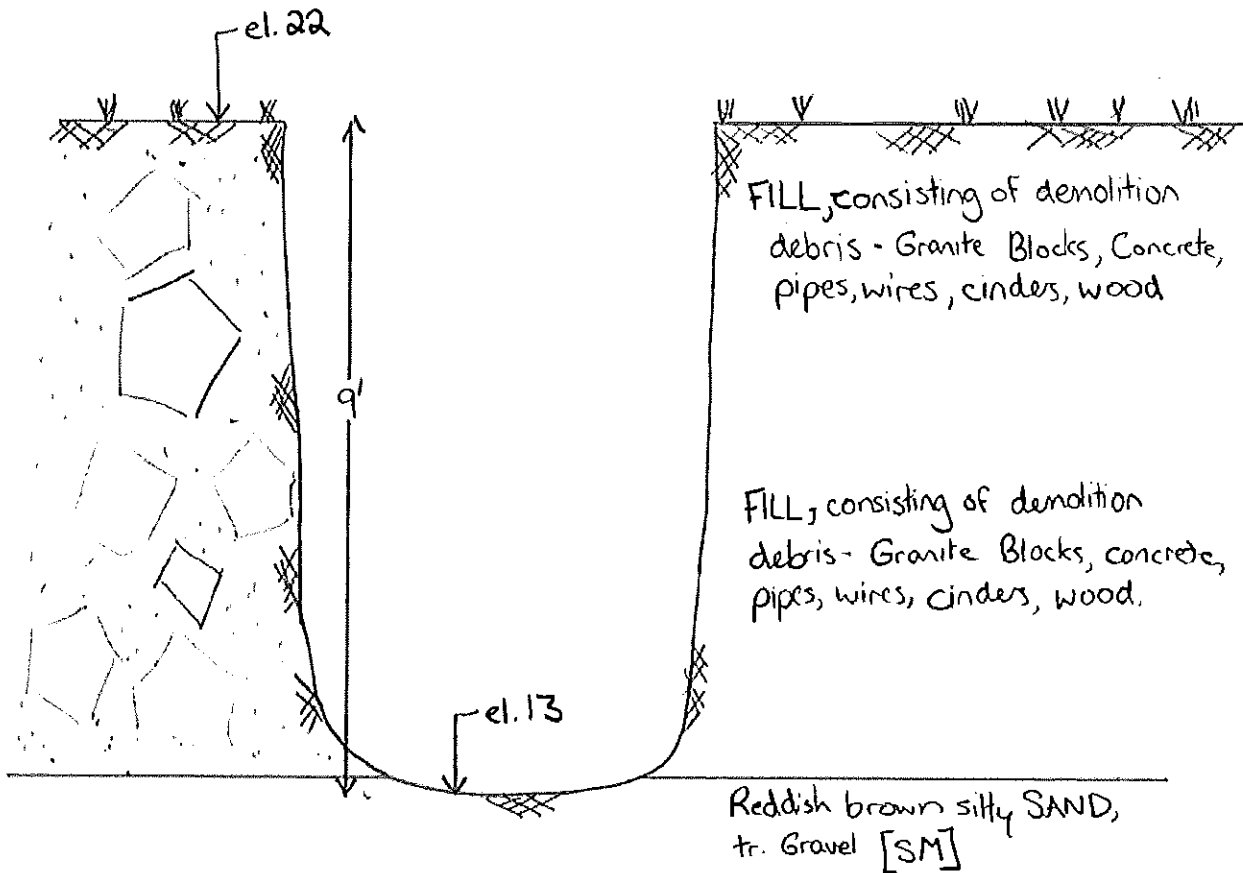 el. 22
FILL, consisting of demolition
debris - Granite Blocks, Concrete,
pipes, wires, cinders, wood
9'
FILL, consisting of demolition
debris - Granite Blocks, concrete,
pipes, wires, cinders, wood.
el. 13
Reddish brown silty SAND,
tr. Gravel [SM]